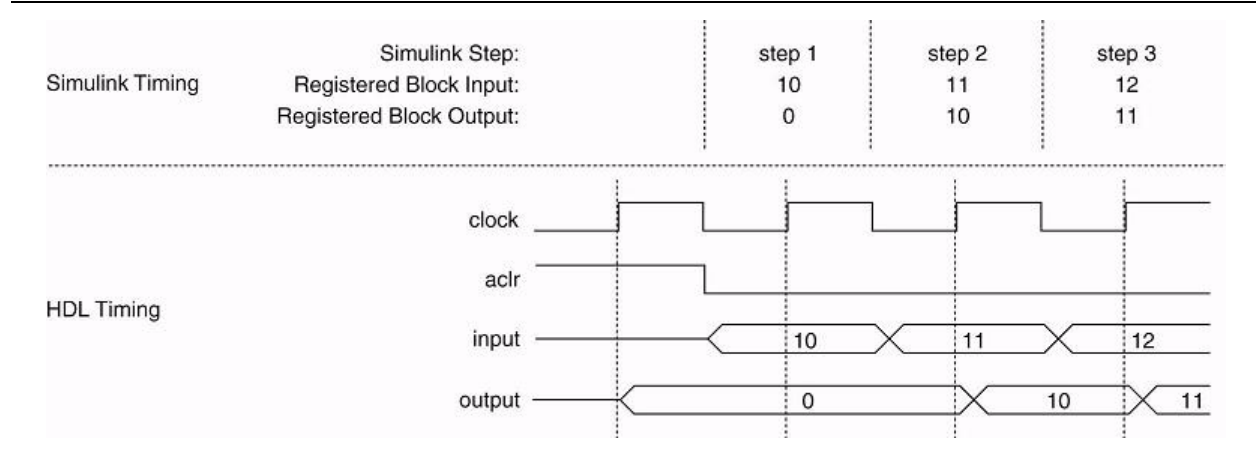 Simulink Step: step 1 step 2 step 3
Simulink Timing Registered Block Input: 10 11 12
Registered Block Output: 0 10 11
clock
aclr
HDL Timing
input 10 11 12
output 0 10 11